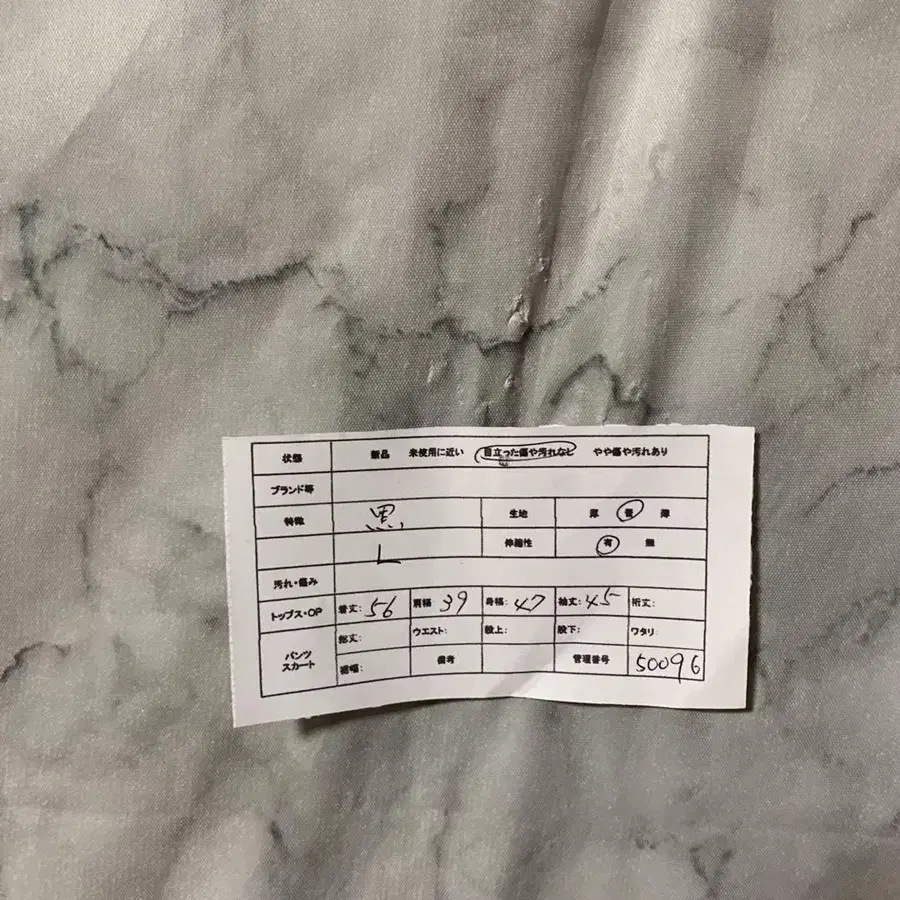 状態 新品 未使用に近い 目立った傷や汚れなど やや傷や汚れあり
ブランド等
特徴 黒 生地 厚 普 薄
L 伸縮性 有 無
汚れ・傷み
トップス・OP 着丈: 56 肩幅: 39 身幅: 47 袖丈: 45 裄丈:
パンツ スカート 総丈: ウエスト: 股上: 股下: ワタリ:
裾幅: 備考 管理番号 50096